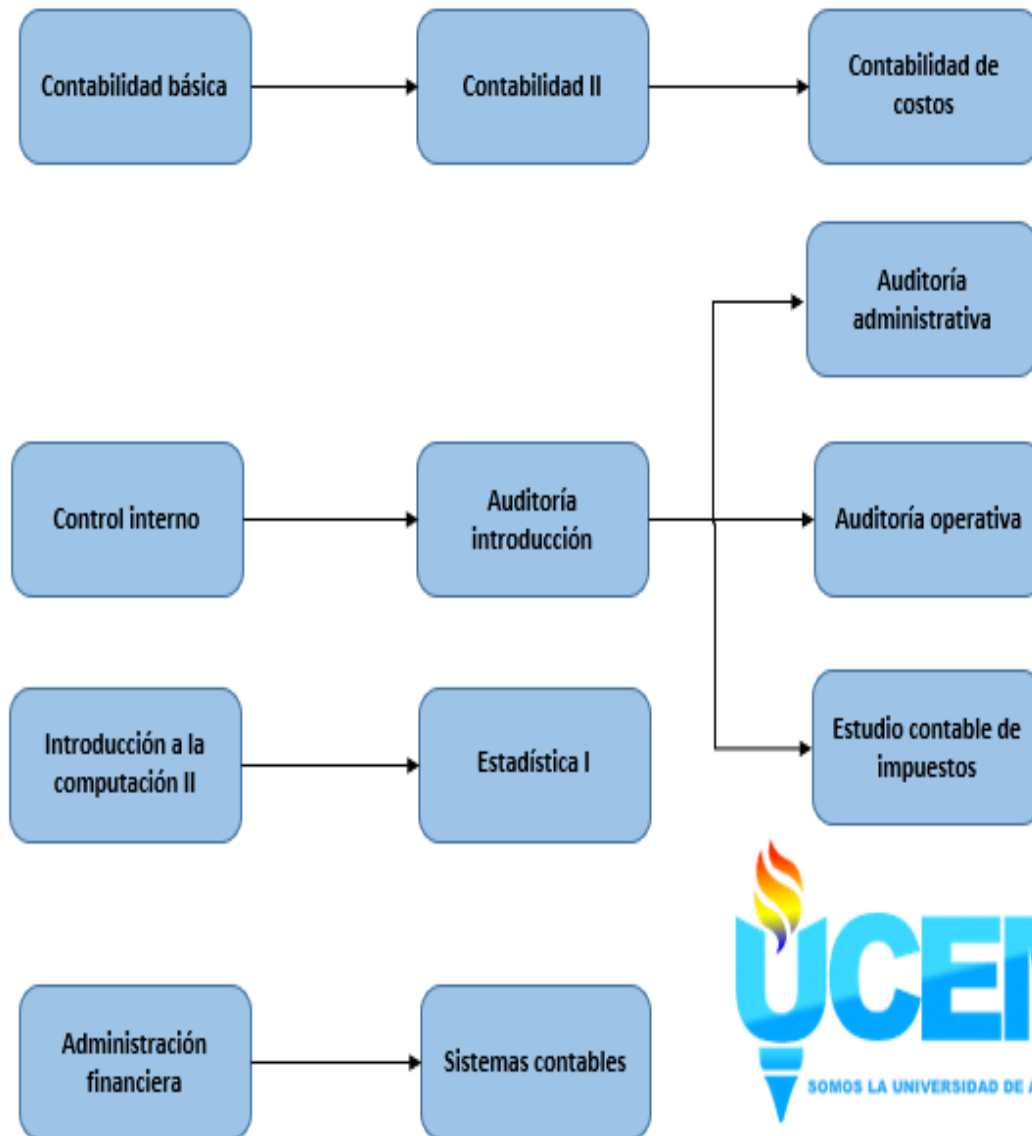 Contabilidad básica
Contabilidad II
Contabilidad de
costos
Auditoría
administrativa
Control interno
Auditoría
introducción
Auditoría operativa
Introducción a la
computación II
Estadística I
Estudio contable de
impuestos
Administración
financiera
Sistemas contables
UCE
SOMOS LA UNIVERSIDAD DE